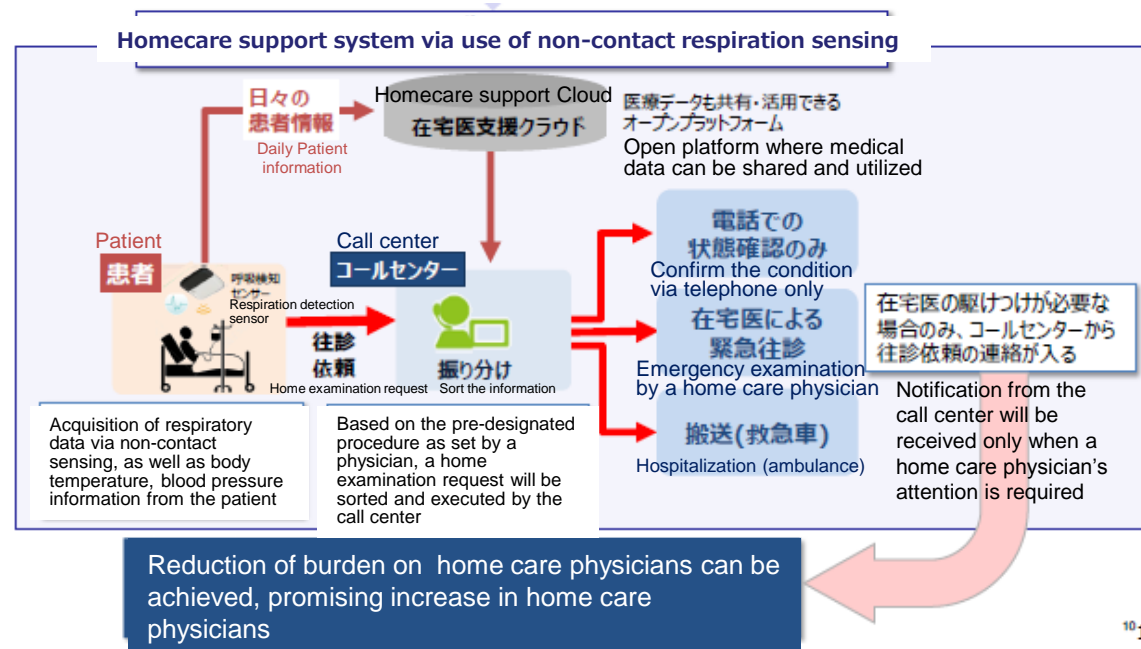 Homecare support system via use of non-contact respiration sensing
日々の
患者情報
Daily Patient
information
Homecare support Cloud
在宅医支援クラウド
医療データも共有・活用できる
オープンプラットフォーム
Open platform where medical
data can be shared and utilized
Patient
患者
呼吸検知
センサー
Respiration detection
sensor
往診
依頼
Home examination request
Call center
コールセンター
振り分け
Sort the information
電話での
状態確認のみ
Confirm the condition
via telephone only
在宅医による
緊急往診
Emergency examination
by a home care physician
搬送(救急車)
Hospitalization (ambulance)
在宅医の駆けつけが必要な
場合のみ、コールセンターから
往診依頼の連絡が入る
Notification from the
call center will be
received only when a
home care physician's
attention is required
Acquisition of respiratory
data via non-contact
sensing, as well as body
temperature, blood pressure
information from the patient
Based on the pre-designated
procedure as set by a
physician, a home
examination request will be
sorted and executed by the
call center
Reduction of burden on home care physicians can be
achieved, promising increase in home care
physicians
10